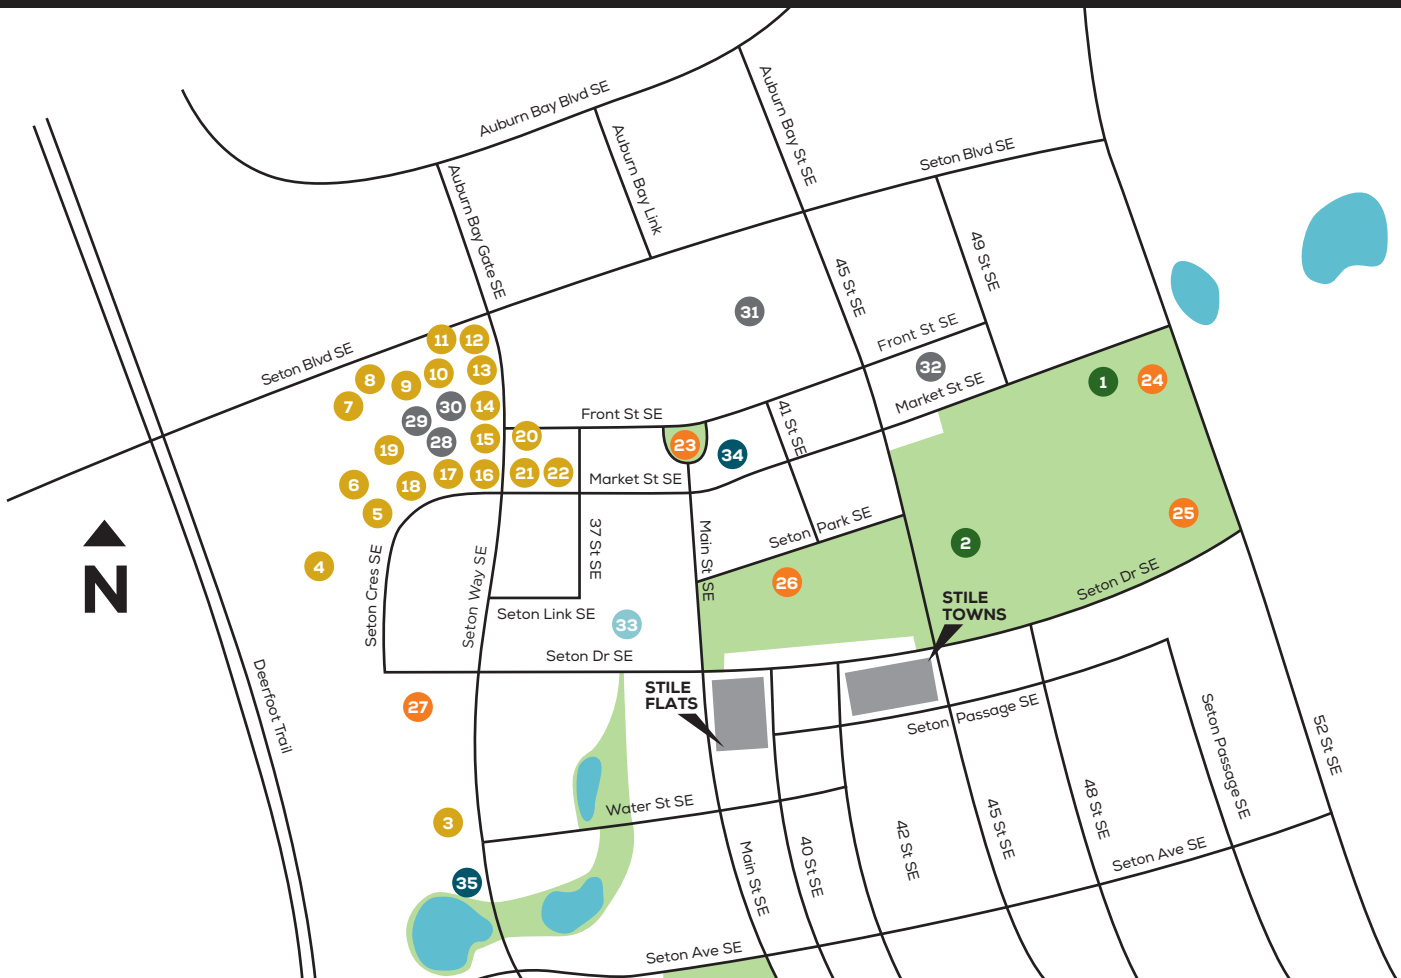 Auburn Bay Blvd SE
Auburn Bay St SE
Auburn Bay Link
Seton Blvd SE
Auburn Bay Gate SE
49 St SE
45 St SE
31
Front St SE
11
12
Seton Blvd SE
32
13
10
8
9
1
24
Market St SE
7
30
14
29
Front St SE
41 St SE
20
28
15
23
19
34
17
16
21
22
Market St SE
6
18
5
25
Seton Park SE
37 St SE
Main St SE
2
N
4
Seton Cres SE
Seton Way SE
26
Seton Dr SE
STILE
TOWNS
Seton Link SE
33
Seton Dr SE
STILE
FLATS
27
Deerfoot Trail
Seton Passage SE
Seton Passage SE
52 St SE
Water St SE
3
48 St SE
45 St SE
42 St SE
40 St SE
Main St SE
Seton Ave SE
35
Seton Ave SE